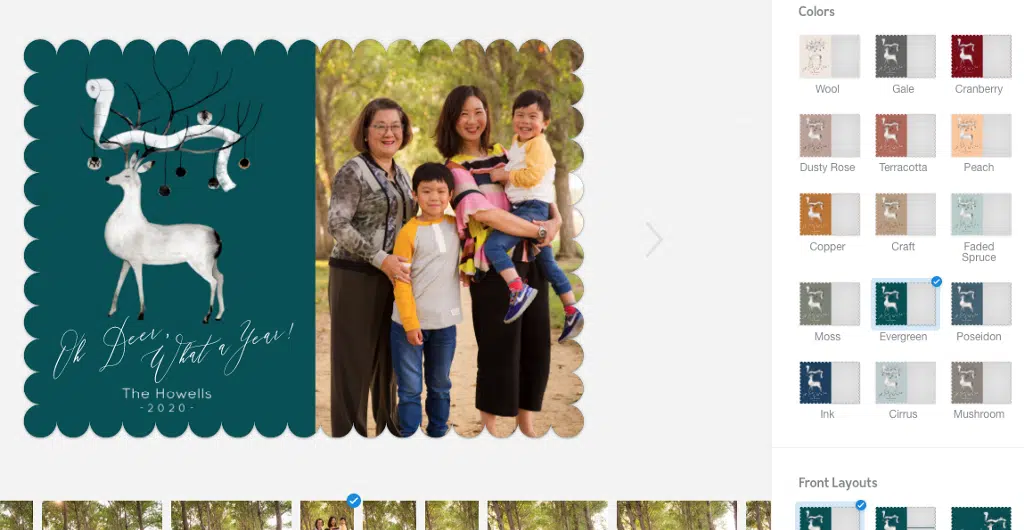 Colors
Wool
Gale
Cranberry
Dusty Rose
Terracotta
Peach
Copper
Craft
Faded
Spruce
Moss
Evergreen
Poseidon
Ink
Cirrus
Mushroom
Front Layouts
Oh Deer,
What a Year!
The Howells
-2020-